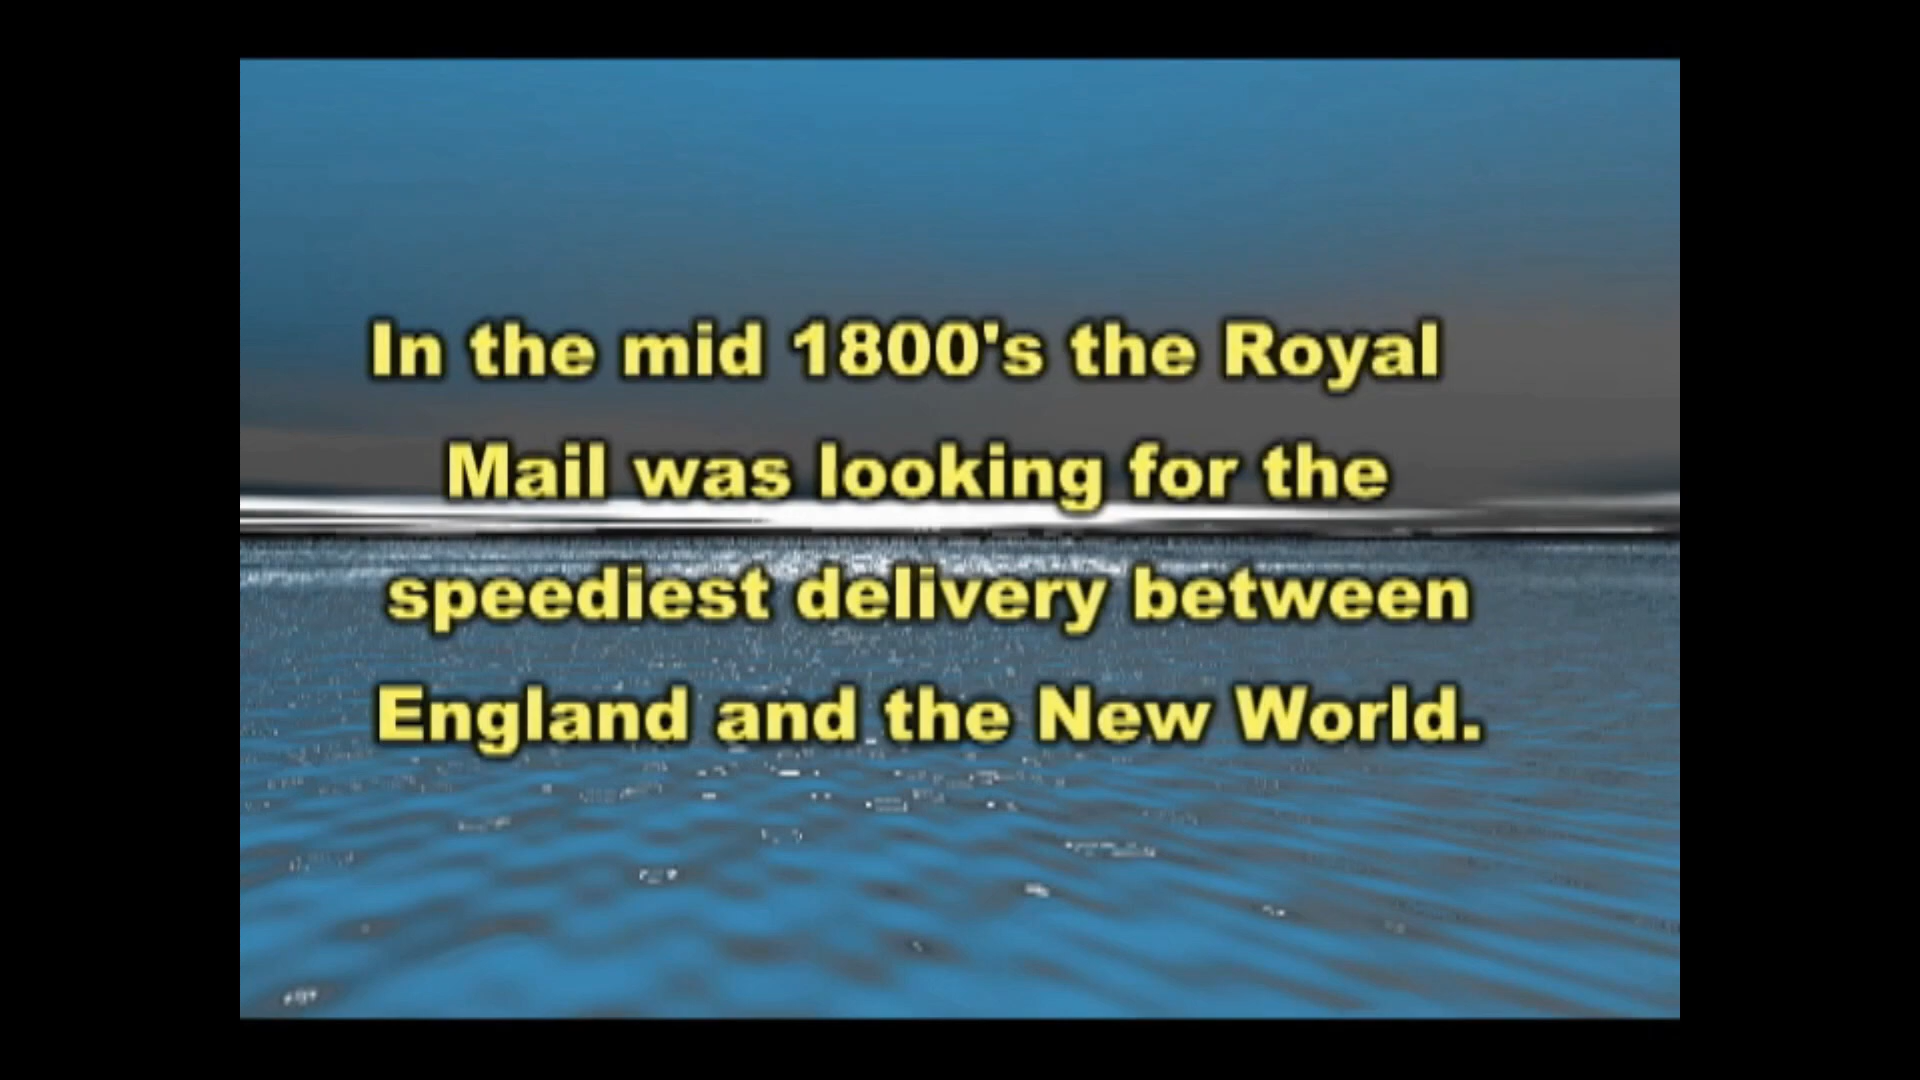 In the mid 1800's the Royal
Mail was looking for the
speediest delivery between
England and the New World.